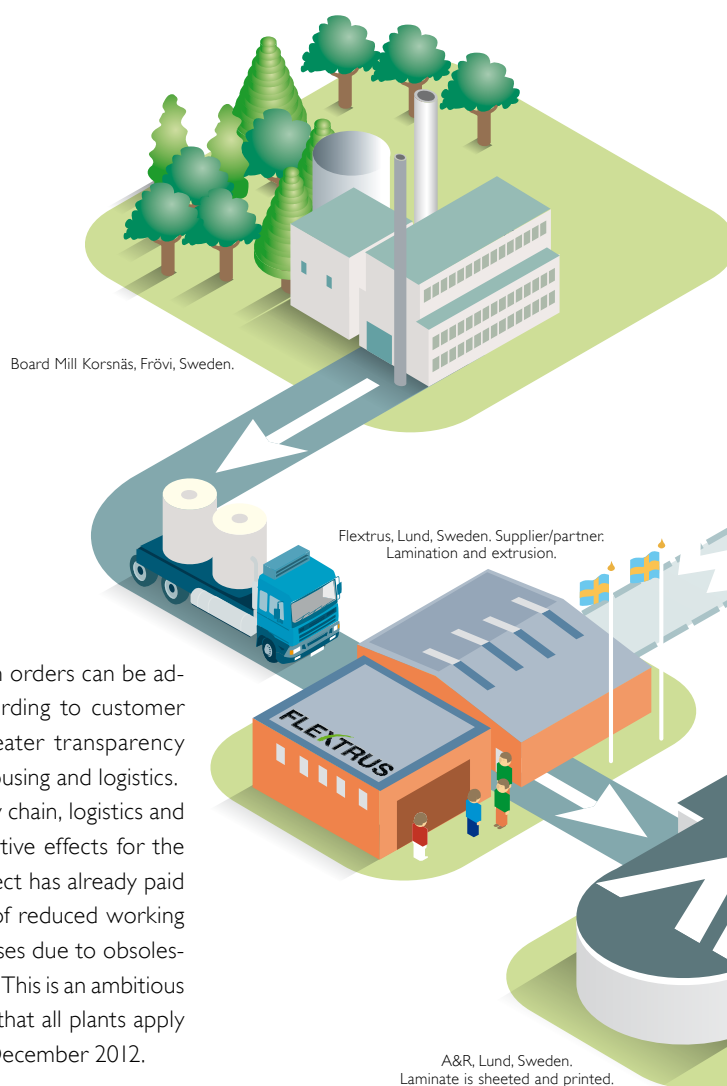 Board Mill Korsnäs, Frövi, Sweden.
Flextrus, Lund, Sweden. Supplier/partner.
Lamination and extrusion.
FLEXTRUS
orders can be ad-
rding to customer
eater transparency
ousing and logistics.
chain, logistics and
tive effects for the
ect has already paid
of reduced working
ses due to obsoles-
This is an ambitious
that all plants apply
December 2012.
A&R, Lund, Sweden.
Laminate is sheeted and printed.